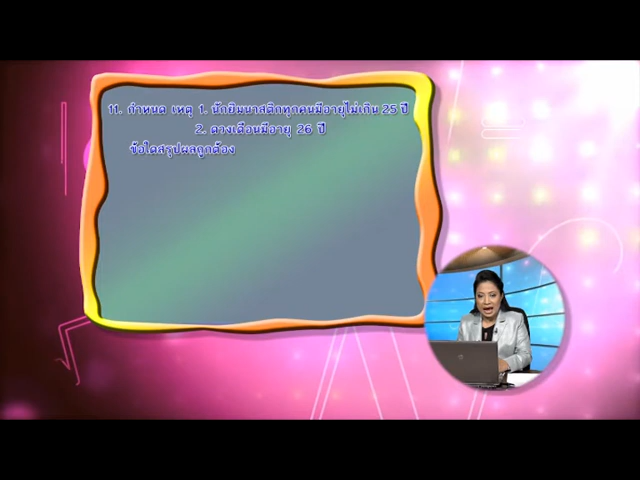 11. กำหนด เหตุ 1. นักยิมนาสติกทุกคนมีอายุไม่เกิน 25 ปี
2. ดวงเดือนมีอายุ 26 ปี
ข้อใดสรุปผลถูกต้อง